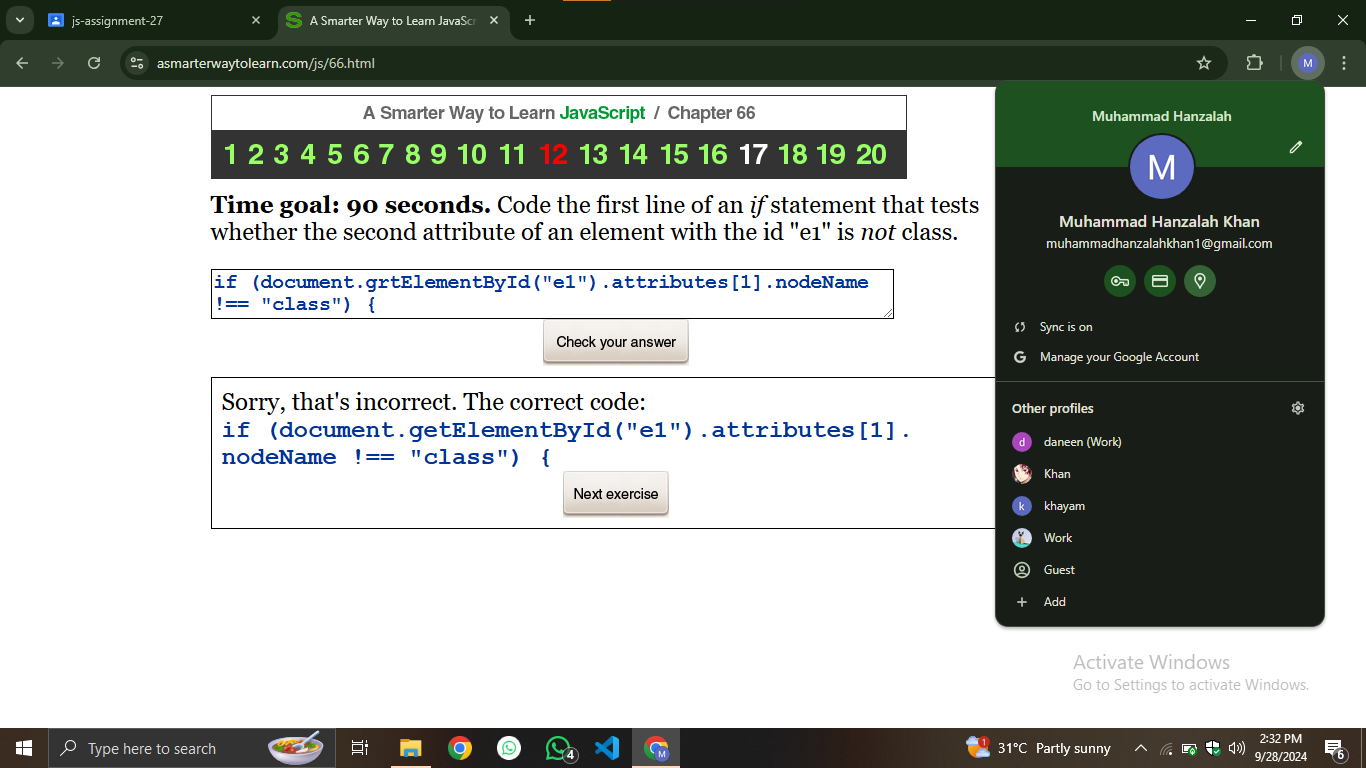 js-assignment-27
A Smarter Way to Learn JavaScr
asmarterwaytolearn.com/js/66.html
M
A Smarter Way to Learn JavaScript / Chapter 66
1 2 3 4 5 6 7 8 9 10 11 12 13 14 15 16 17 18 19 20
Time goal: 90 seconds. Code the first line of an if statement that tests
whether the second attribute of an element with the id "e1" is not class.
if (document.grtElementById("e1").attributes[1].nodeName
!== "class") {
Check your answer
Sorry, that's incorrect. The correct code:
if (document.getElementById("e1").attributes[1].
nodeName !== "class") {
Next exercise
Muhammad Hanzalah
M
Muhammad Hanzalah Khan
muhammadhanzalahkhan1@gmail.com
Sync is on
G Manage your Google Account
Other profiles
d daneen (Work)
Khan
k khayam
Work
Guest
Add
Activate Windows
Go to Settings to activate Windows.
Type here to search
4
M
1
31°C Partly sunny
2:32 PM
9/28/2024
6